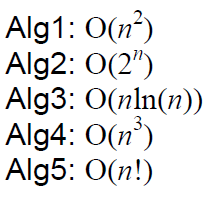 Alg1: O(n²)
Alg2: O(2ⁿ)
Alg3: O(nln(n))
Alg4: O(n³)
Alg5: O(n!)